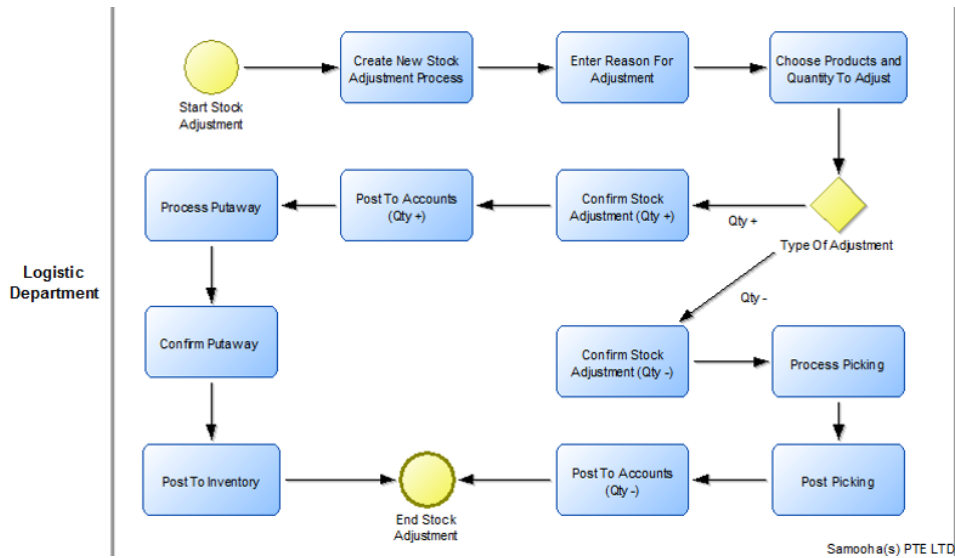 Create New Stock
Adjustment Process
Enter Reason For
Adjustment
Choose Products and
Quantity To Adjust
Start Stock
Adjustment
Process Putaway
Post To Accounts
(Qty +)
Confirm Stock
Adjustment (Qty +)
Qty +
Type Of Adjustment
Logistic
Department
Qty -
Confirm Putaway
Confirm Stock
Adjustment (Qty -)
Process Picking
Post To Inventory
Post To Accounts
(Qty -)
Post Picking
End Stock
Adjustment
Samooha(s) PTE LTD